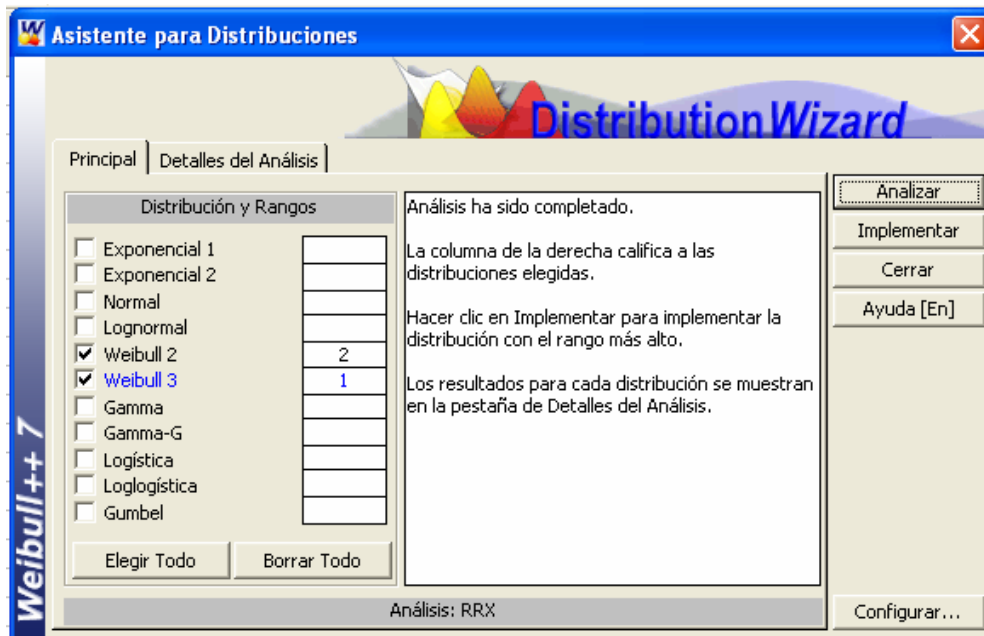 Asistente para Distribuciones
Distribution Wizard
Principal
Detalles del Análisis
Distribución y Rangos
Exponencial 1
Exponencial 2
Normal
Lognormal
Weibull 2 2
Weibull 3 1
Gamma
Gamma-G
Logística
Loglogística
Gumbel
Elegir Todo
Borrar Todo
Análisis ha sido completado.
La columna de la derecha califica a las
distribuciones elegidas.
Hacer clic en Implementar para implementar la
distribución con el rango más alto.
Los resultados para cada distribución se muestran
en la pestaña de Detalles del Análisis.
Análisis: RRX
Analizar
Implementar
Cerrar
Ayuda [En]
Configurar...
Weibull++ 7